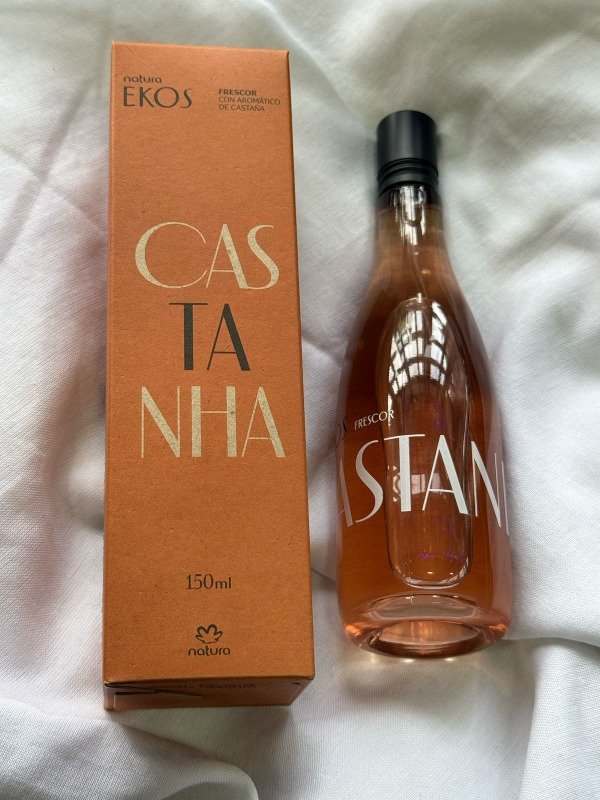 natura
EKOS
FRESCOR
CON AROMÁTICO
DE CASTAÑA
CAS
TA
NHA
150ml
natura
OS FRESCOR
ASTAN